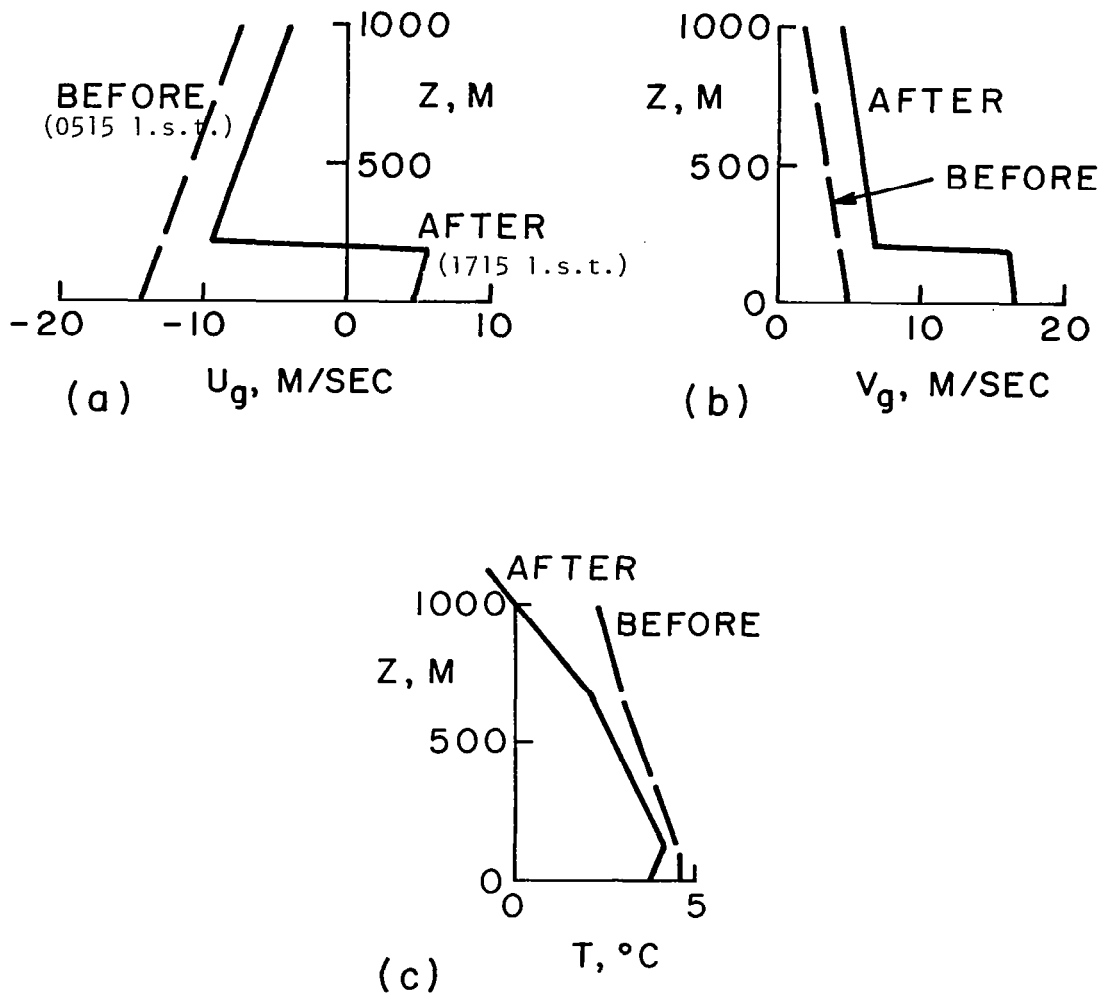 1000
Z, M
500
BEFORE
(0515 l.s.t.)
AFTER
(1715 l.s.t.)
-20
-10
0
10
Ug, M/SEC
(a)
1000
Z, M
500
0
AFTER
BEFORE
0
10
20
Vg, M/SEC
(b)
AFTER
BEFORE
1000
Z, M
500
0
0
5
T, °C
(c)